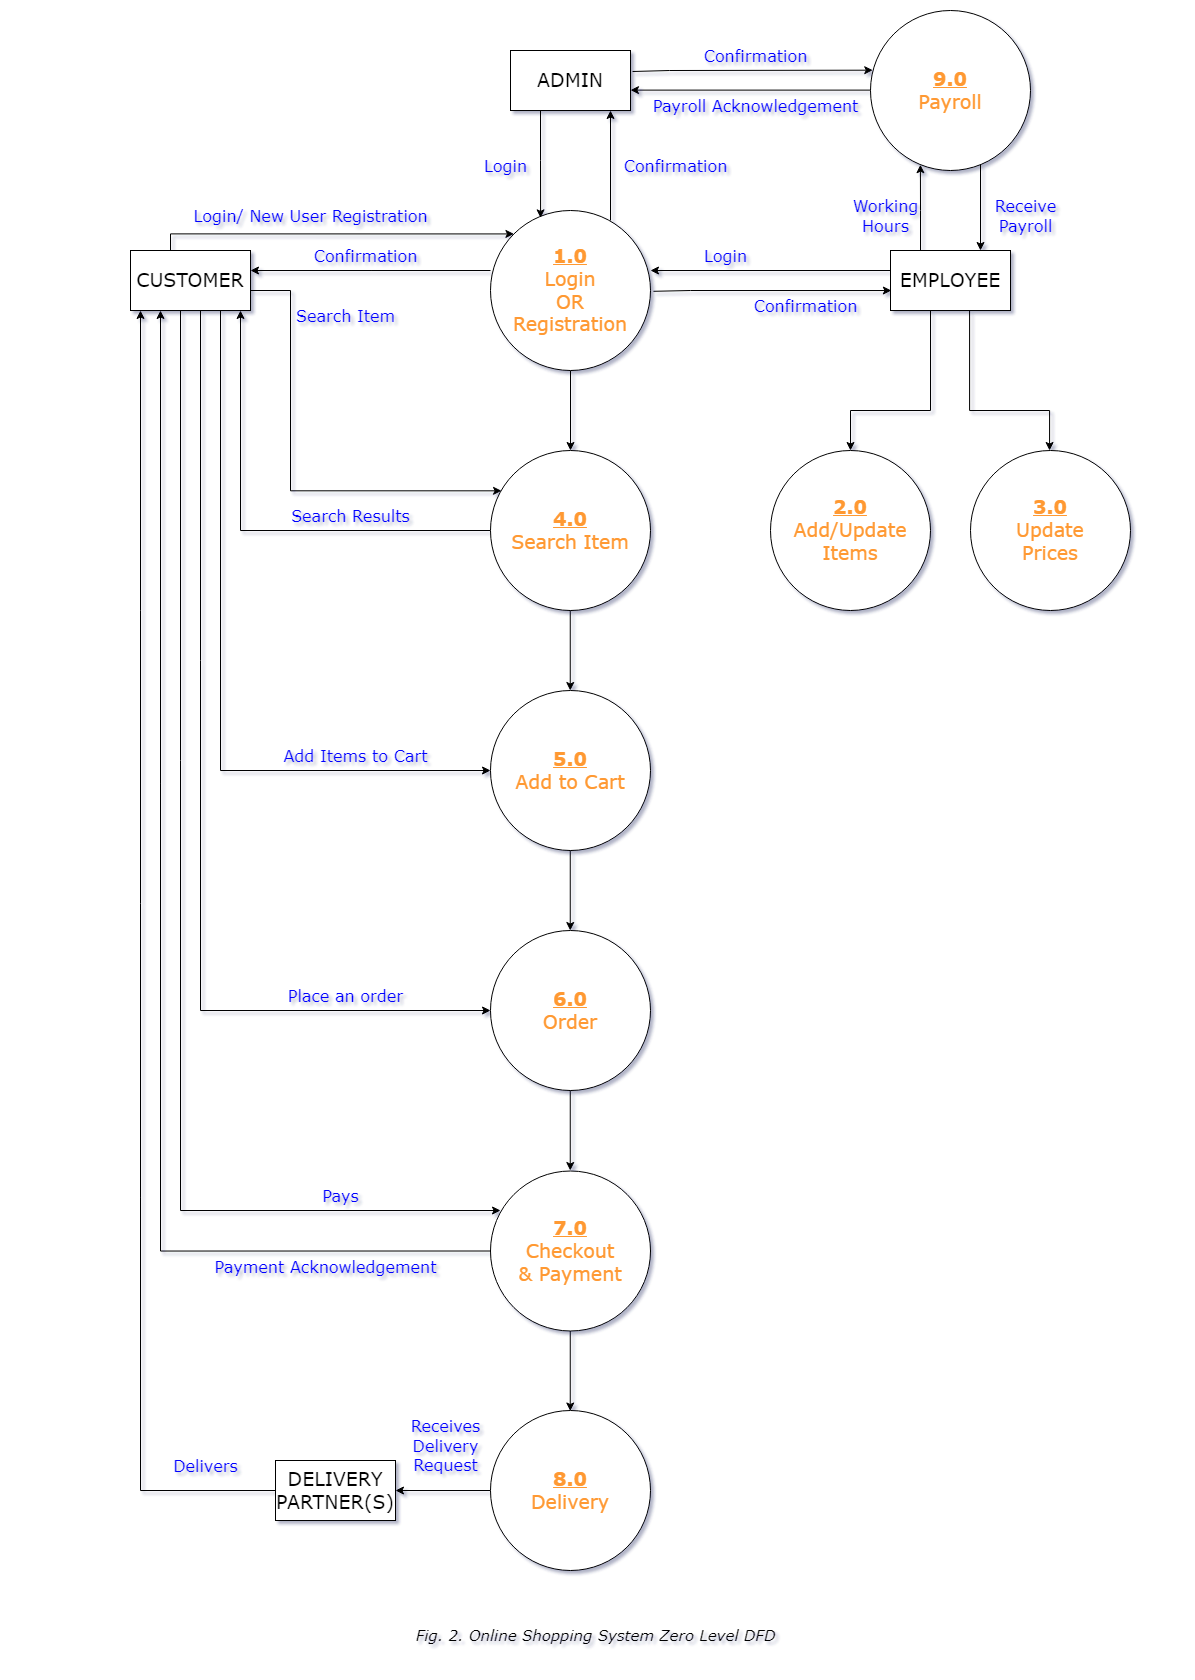 Confirmation
ADMIN
9.0
Payroll
Payroll Acknowledgement
Login
Confirmation
Working
Hours
Receive
Payroll
Login/ New User Registration
Confirmation
CUSTOMER
Search Item
1.0
Login
OR
Registration
Login
Confirmation
EMPLOYEE
Search Results
4.0
Search Item
2.0
Add/Update
Items
3.0
Update
Prices
Add Items to Cart
5.0
Add to Cart
Place an order
6.0
Order
Pays
Payment Acknowledgement
7.0
Checkout
& Payment
Delivers
DELIVERY
PARTNER(S)
Receives
Delivery
Request
8.0
Delivery
Fig. 2. Online Shopping System Zero Level DFD